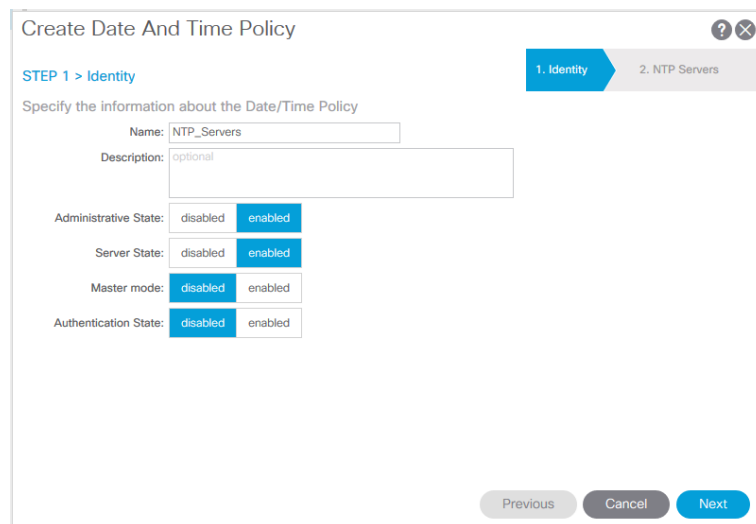 Create Date And Time Policy
?
STEP 1 > Identity
1. Identity
2. NTP Servers
Specify the information about the Date/Time Policy
Name: NTP_Servers
Description: optional
Administrative State: disabled enabled
Server State: disabled enabled
Master mode: disabled enabled
Authentication State: disabled enabled
Previous Cancel Next